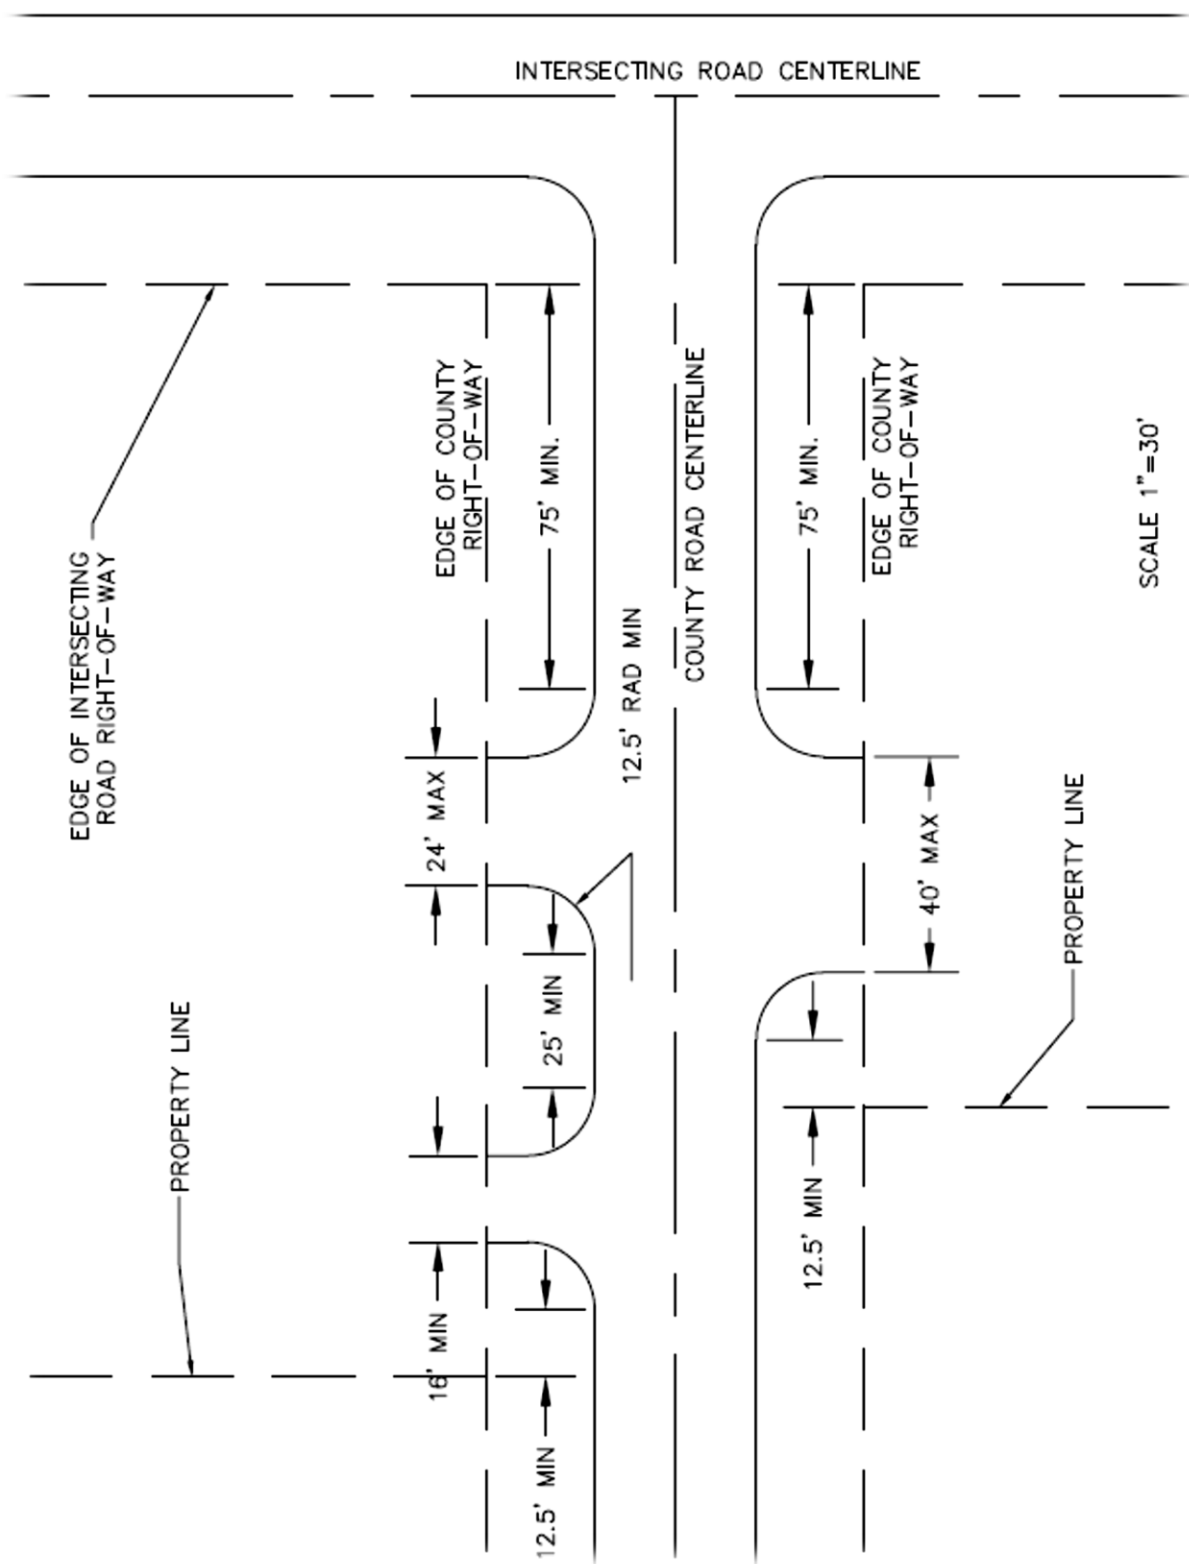 INTERSECTING ROAD CENTERLINE
EDGE OF COUNTY
RIGHT-OF-WAY
75' MIN.
COUNTY ROAD CENTERLINE
75' MIN.
EDGE OF COUNTY
RIGHT-OF-WAY
SCALE 1"=30'
EDGE OF INTERSECTING
ROAD RIGHT-OF-WAY
12.5' RAD MIN
24' MAX
40' MAX
PROPERTY LINE
25' MIN
PROPERTY LINE
12.5' MIN
16' MIN
12.5' MIN